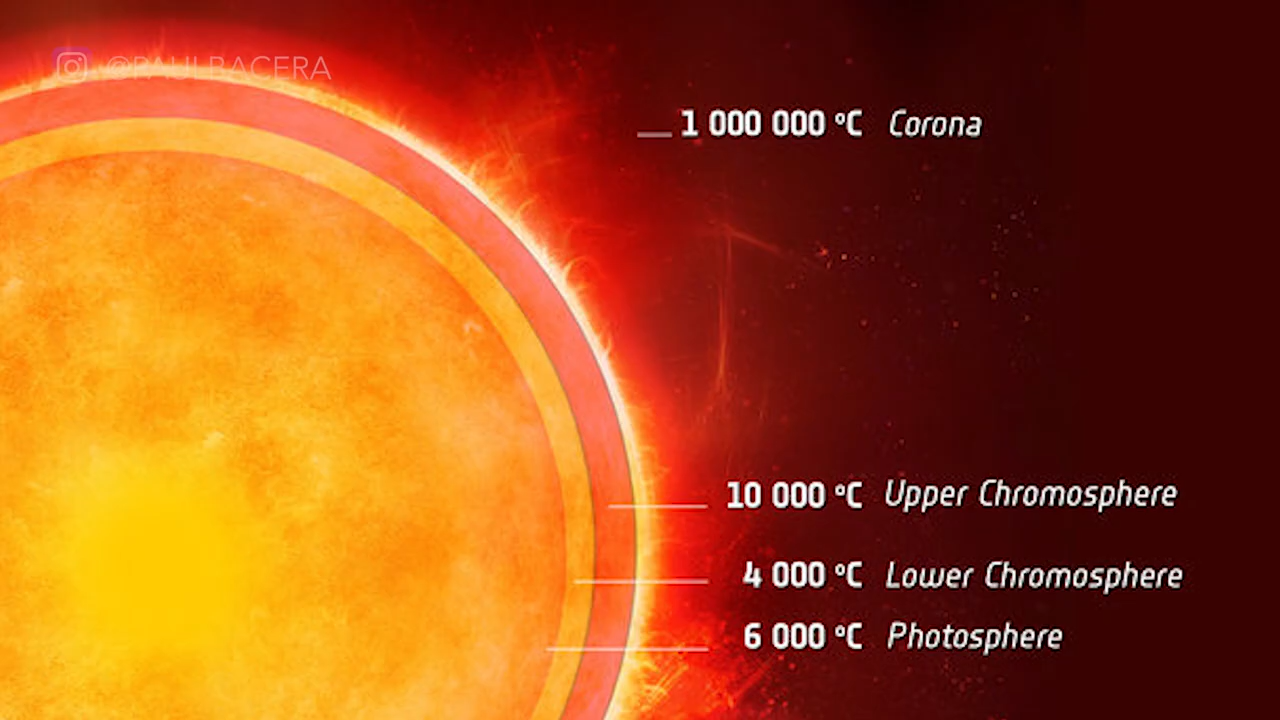 @PAULBACERA
1 000 000 °C Corona
10 000 °C Upper Chromosphere
4 000 °C Lower Chromosphere
6 000 °C Photosphere